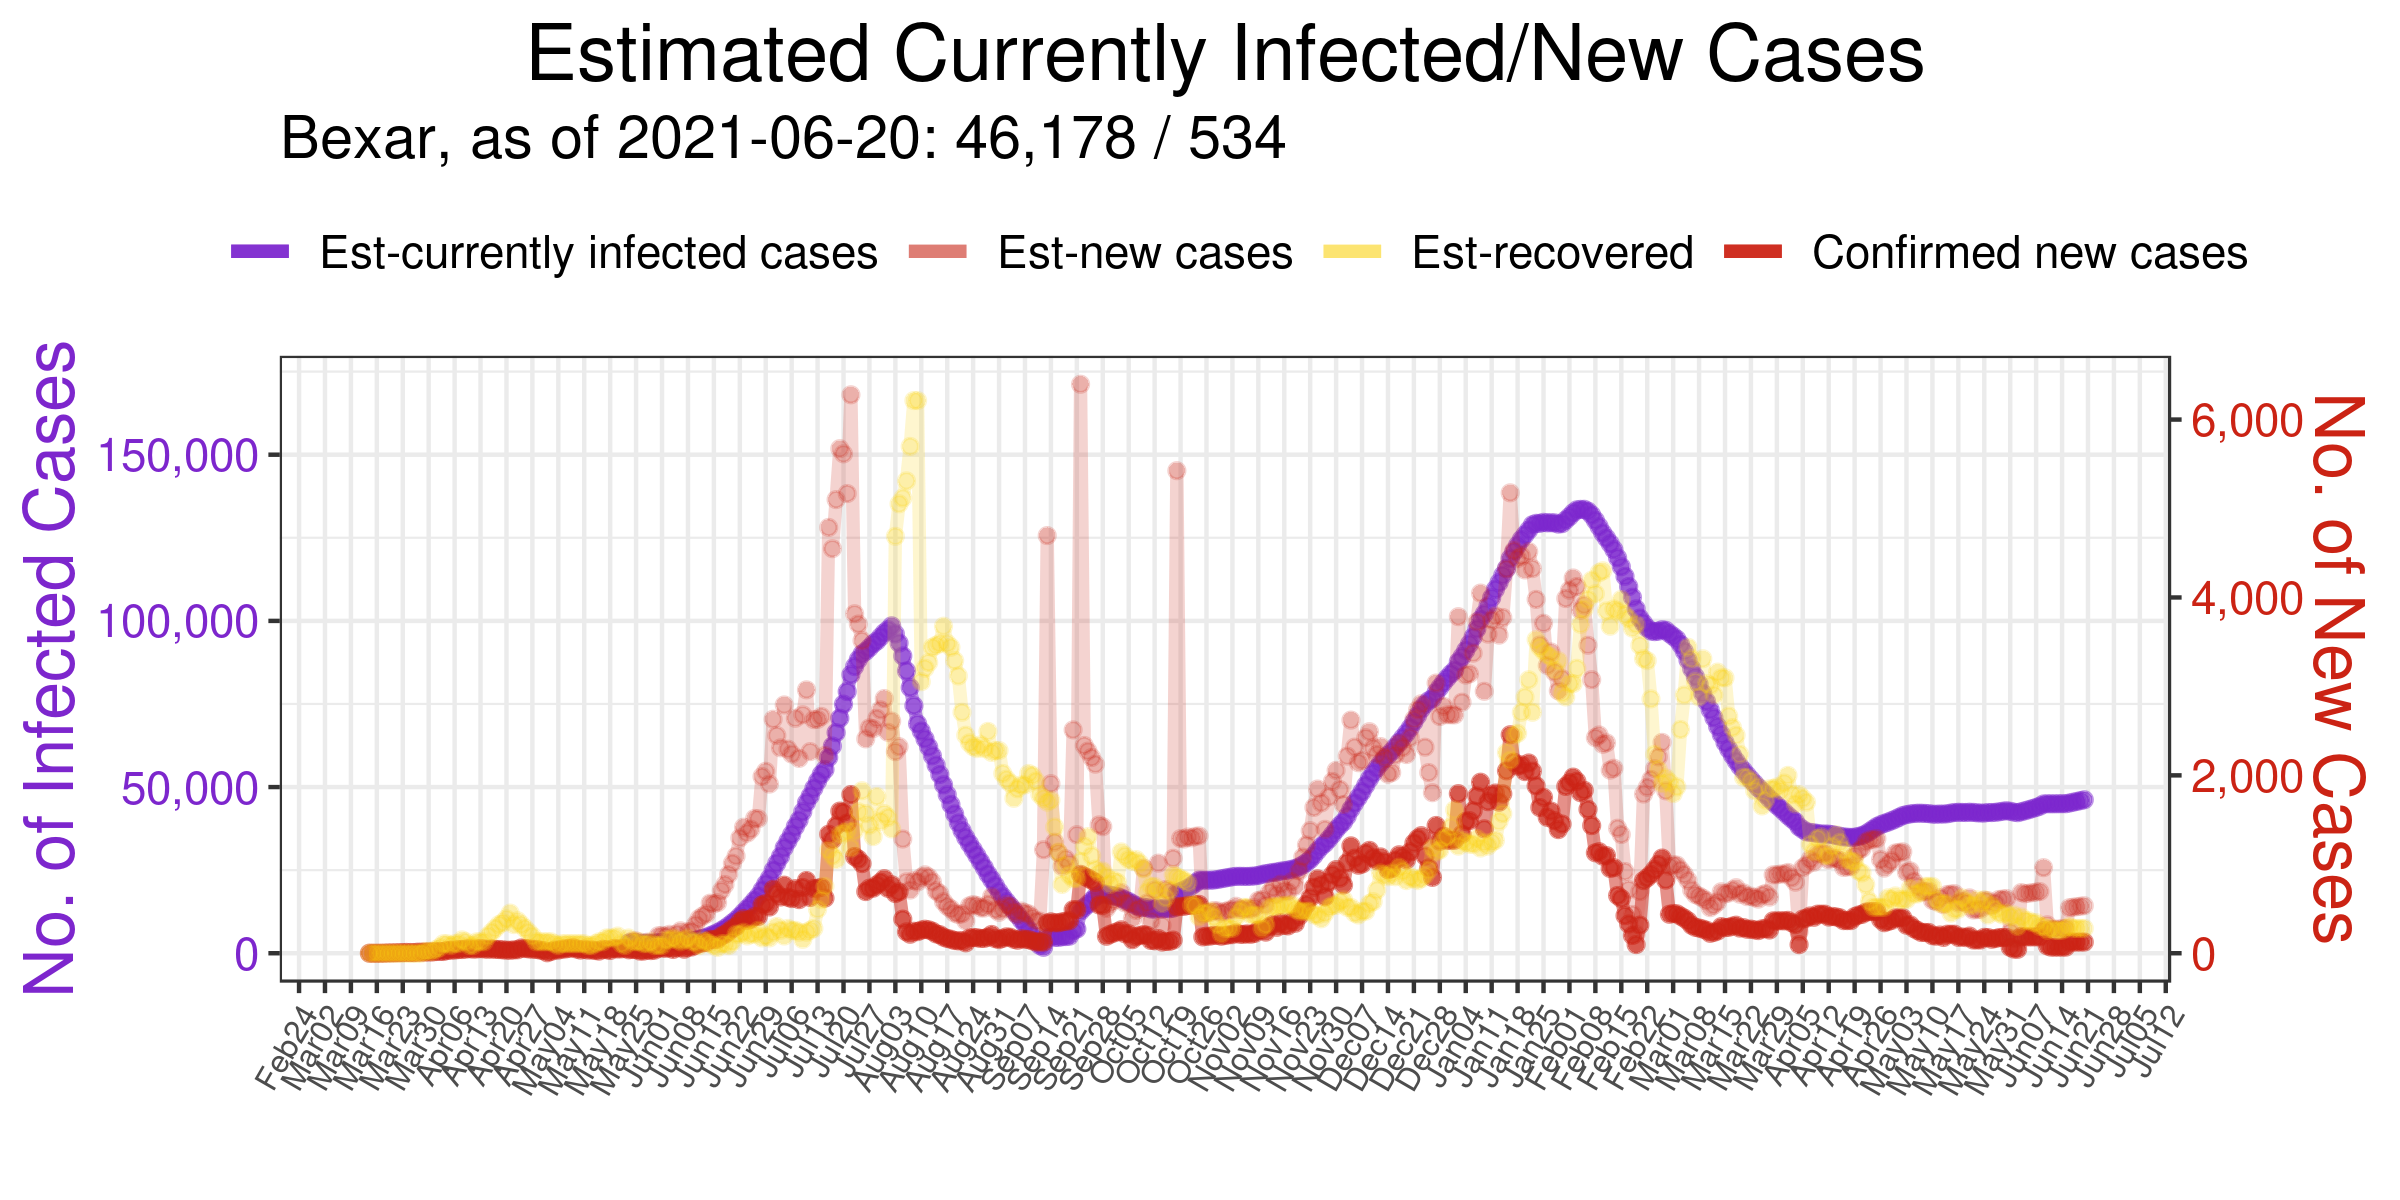 Estimated Currently Infected/New Cases
Bexar, as of 2021-06-20: 46,178 / 534
Est-currently infected cases
Est-new cases
Est-recovered
Confirmed new cases
No. of Infected Cases
150,000
100,000
50,000
0
6,000
4,000
2,000
0
No. of New Cases
Feb24
Mar02
Mar09
Mar16
Mar23
Mar30
Apr06
Apr13
Apr20
Apr27
May04
May11
May18
May25
Jun01
Jun08
Jun15
Jun22
Jun29
Jul06
Jul13
Jul20
Jul27
Aug03
Aug10
Aug17
Aug24
Aug31
Sep07
Sep14
Sep21
Sep28
Oct05
Oct12
Oct19
Oct26
Nov02
Nov09
Nov16
Nov23
Nov30
Dec07
Dec14
Dec21
Dec28
Jan04
Jan11
Jan18
Jan25
Feb01
Feb08
Feb15
Feb22
Mar01
Mar08
Mar15
Mar22
Mar29
Apr05
Apr12
Apr19
Apr26
May03
May10
May17
May24
May31
Jun07
Jun14
Jun21
Jun28
Jul05
Jul12